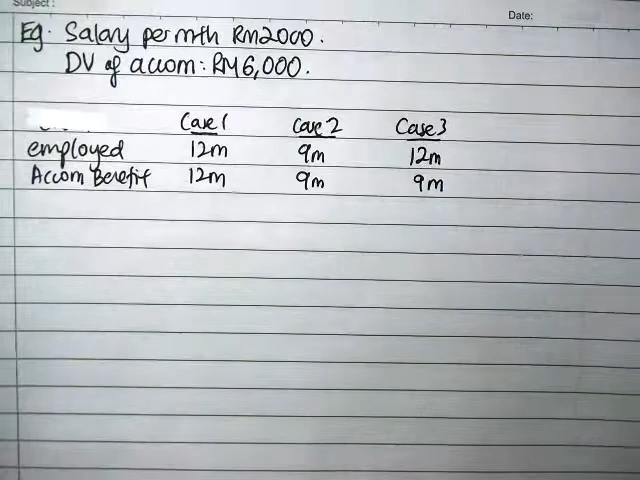 Subject:
Date:
Eg. Salary per mth RM2000.
DV of accom: RM6,000.
Case 1 Case 2 Case 3
employed 12m 9m 12m
Accom Benefit 12m 9m 9m